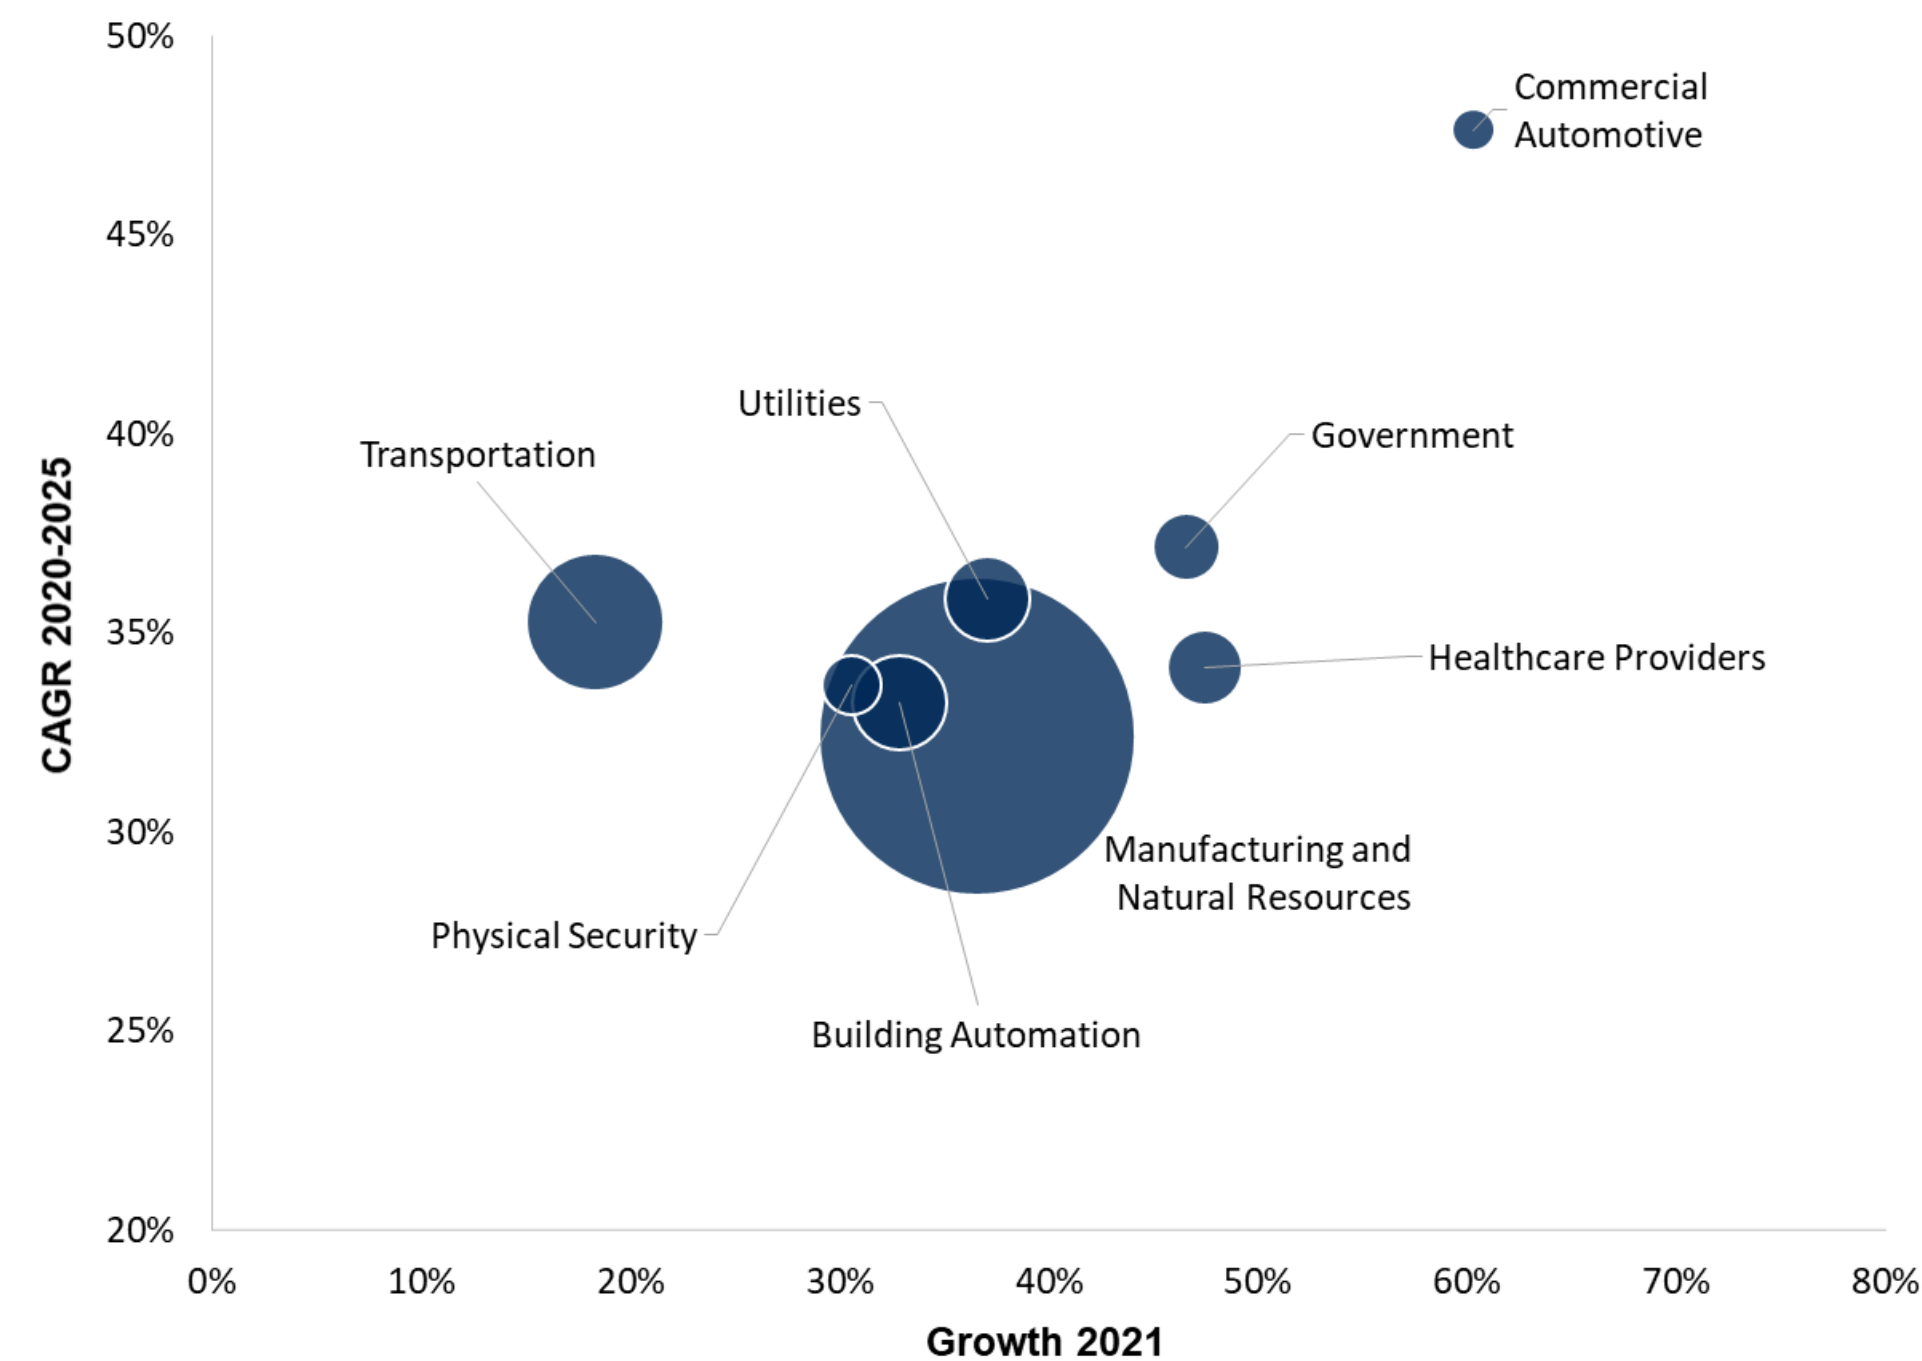 50%
Commercial
Automotive
45%
Utilities
40%
Government
Transportation
CAGR 2020-2025
35%
Healthcare Providers
30%
Manufacturing and
Natural Resources
Physical Security
25%
Building Automation
20%
0% 10% 20% 30% 40% 50% 60% 70% 80%
Growth 2021